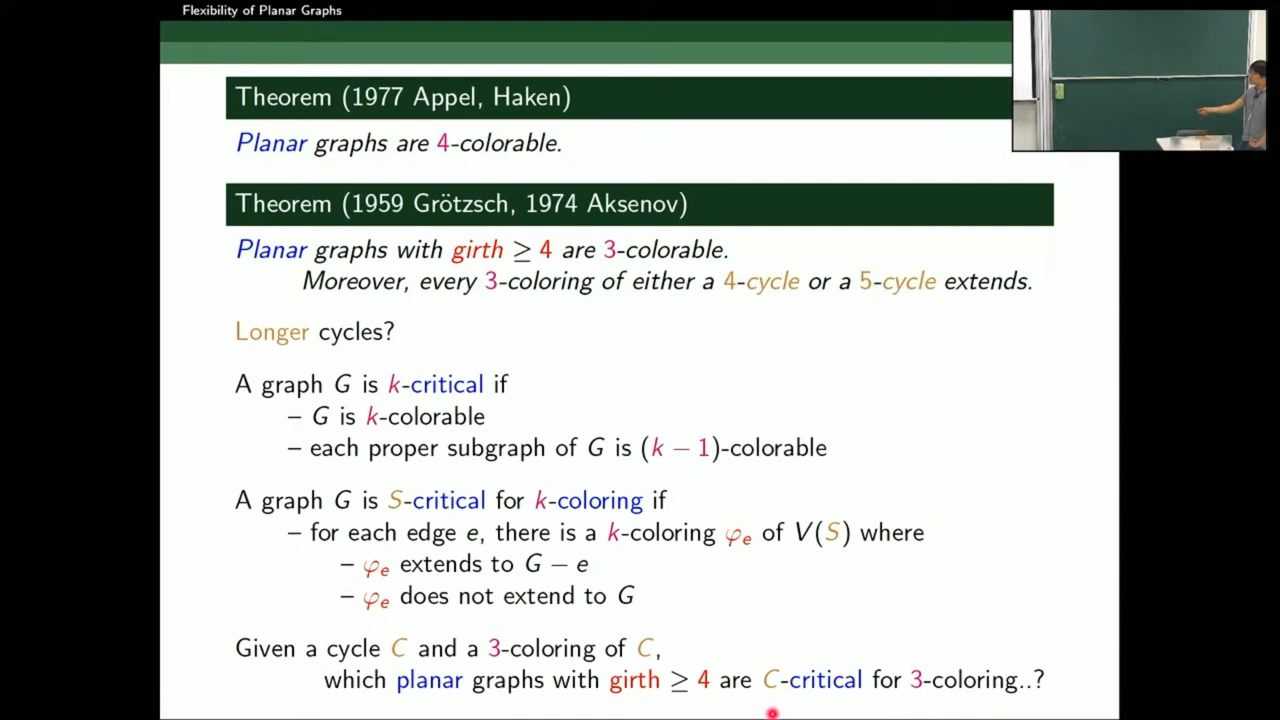 Flexibility of Planar Graphs
Theorem (1977 Appel, Haken)
Planar graphs are 4-colorable.
Theorem (1959 Grötzsch, 1974 Aksenov)
Planar graphs with girth ≥ 4 are 3-colorable.
Moreover, every 3-coloring of either a 4-cycle or a 5-cycle extends.
Longer cycles?
A graph G is k-critical if
– G is k-colorable
– each proper subgraph of G is (k − 1)-colorable
A graph G is S-critical for k-coloring if
– for each edge e, there is a k-coloring φe of V(S) where
– φe extends to G − e
– φe does not extend to G
Given a cycle C and a 3-coloring of C,
which planar graphs with girth ≥ 4 are C-critical for 3-coloring..?